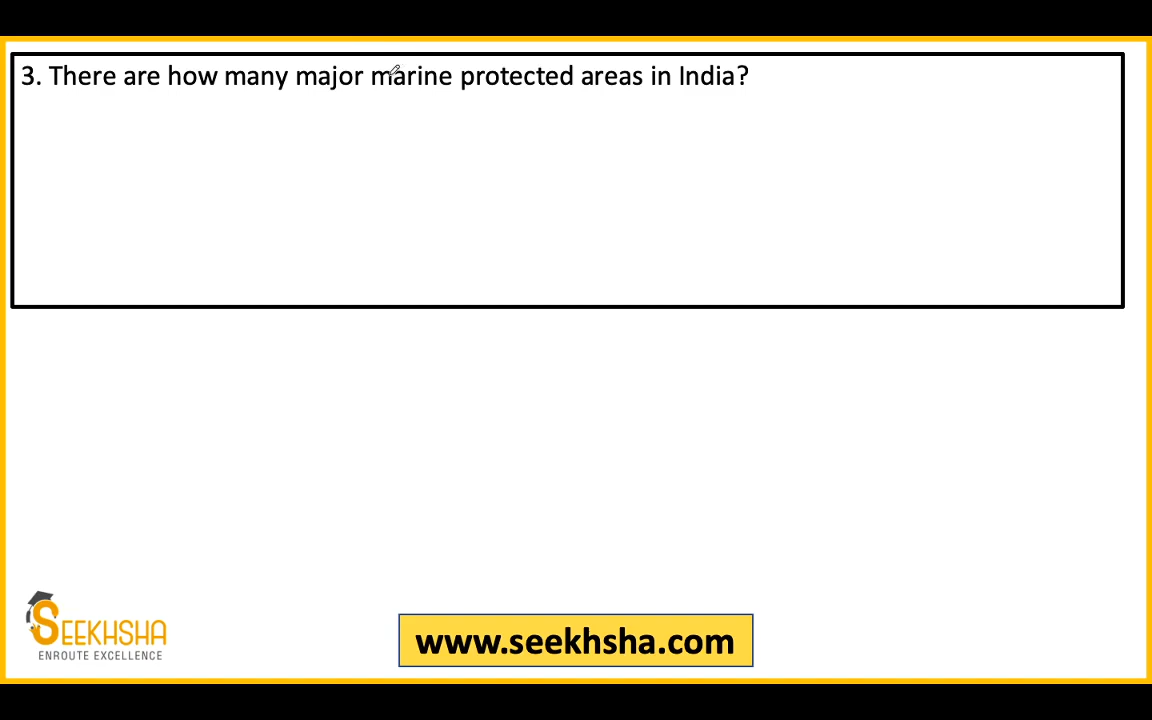 3. There are how many major marine protected areas in India?
SEEKHSHA
ENROUTE EXCELLENCE
www.seekhsha.com